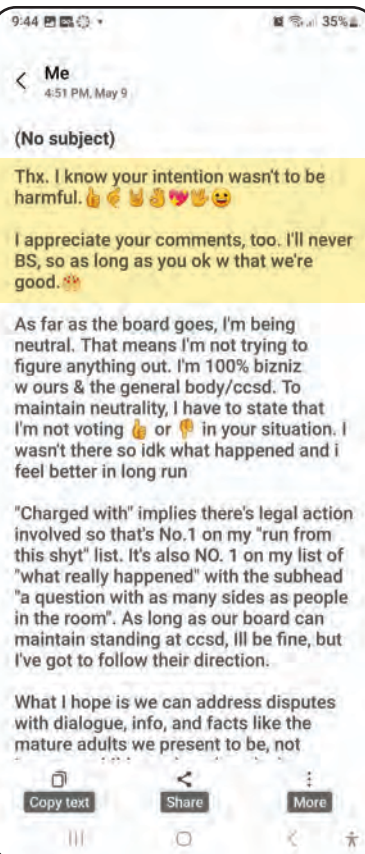 9:44
35%
Me
4:51 PM, May 9
(No subject)
Thx. I know your intention wasn't to be
harmful.
I appreciate your comments, too. I'll never
BS, so as long as you ok w that we're
good.
As far as the board goes, I'm being
neutral. That means I'm not trying to
figure anything out. I'm 100% bizniz
w ours & the general body/ccsd. To
maintain neutrality, I have to state that
I'm not voting 👍 or 👎 in your situation. I
wasn't there so idk what happened and i
feel better in long run
"Charged with" implies there's legal action
involved so that's No.1 on my "run from
this shyt" list. It's also NO. 1 on my list of
"what really happened" with the subhead
"a question with as many sides as people
in the room". As long as our board can
maintain standing at ccsd, Ill be fine, but
I've got to follow their direction.
What I hope is we can address disputes
with dialogue, info, and facts like the
mature adults we present to be, not
Copy text
Share
More